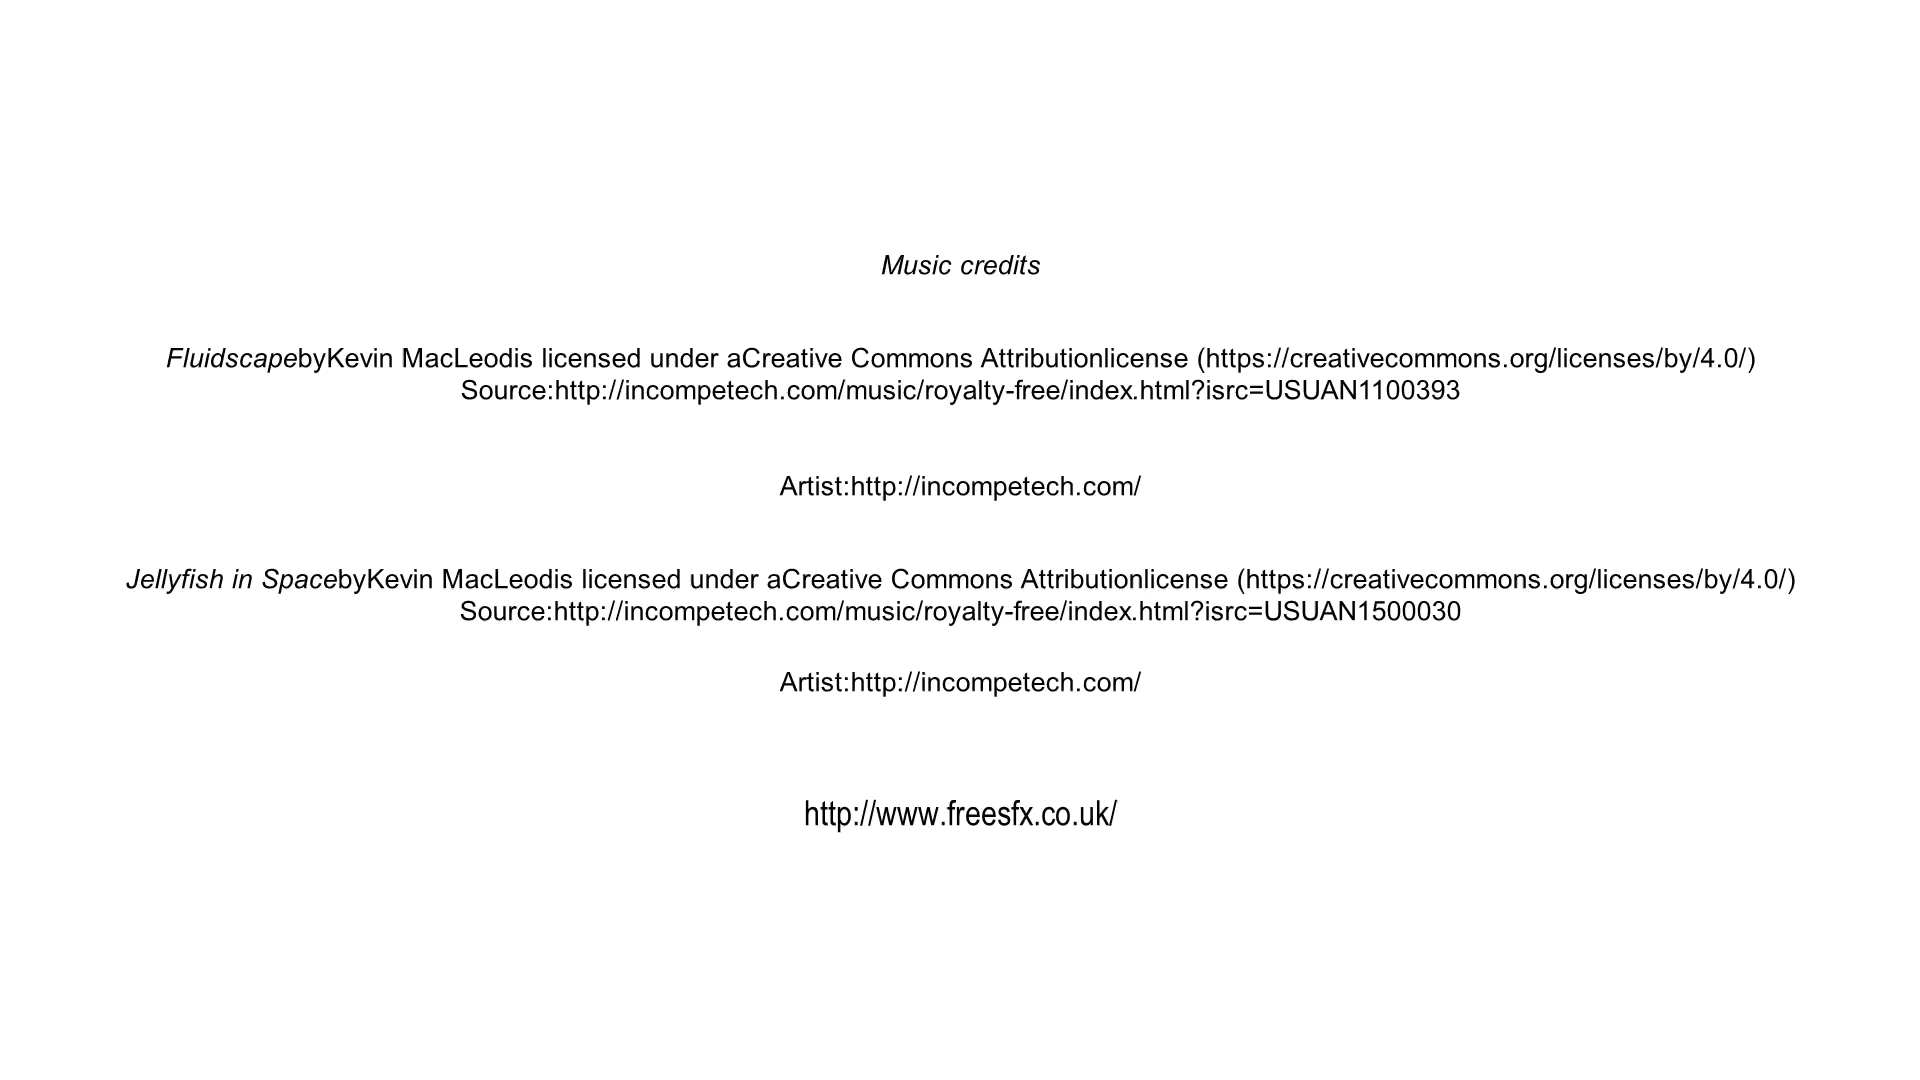 Music credits
FluidscapebyKevin MacLeodis licensed under aCreative Commons Attributionlicense (https://creativecommons.org/licenses/by/4.0/)
Source:http://incompetech.com/music/royalty-free/index.html?isrc=USUAN1100393
Artist:http://incompetech.com/
Jellyfish in SpacebyKevin MacLeodis licensed under aCreative Commons Attributionlicense (https://creativecommons.org/licenses/by/4.0/)
Source:http://incompetech.com/music/royalty-free/index.html?isrc=USUAN1500030
Artist:http://incompetech.com/
http://www.freesfx.co.uk/